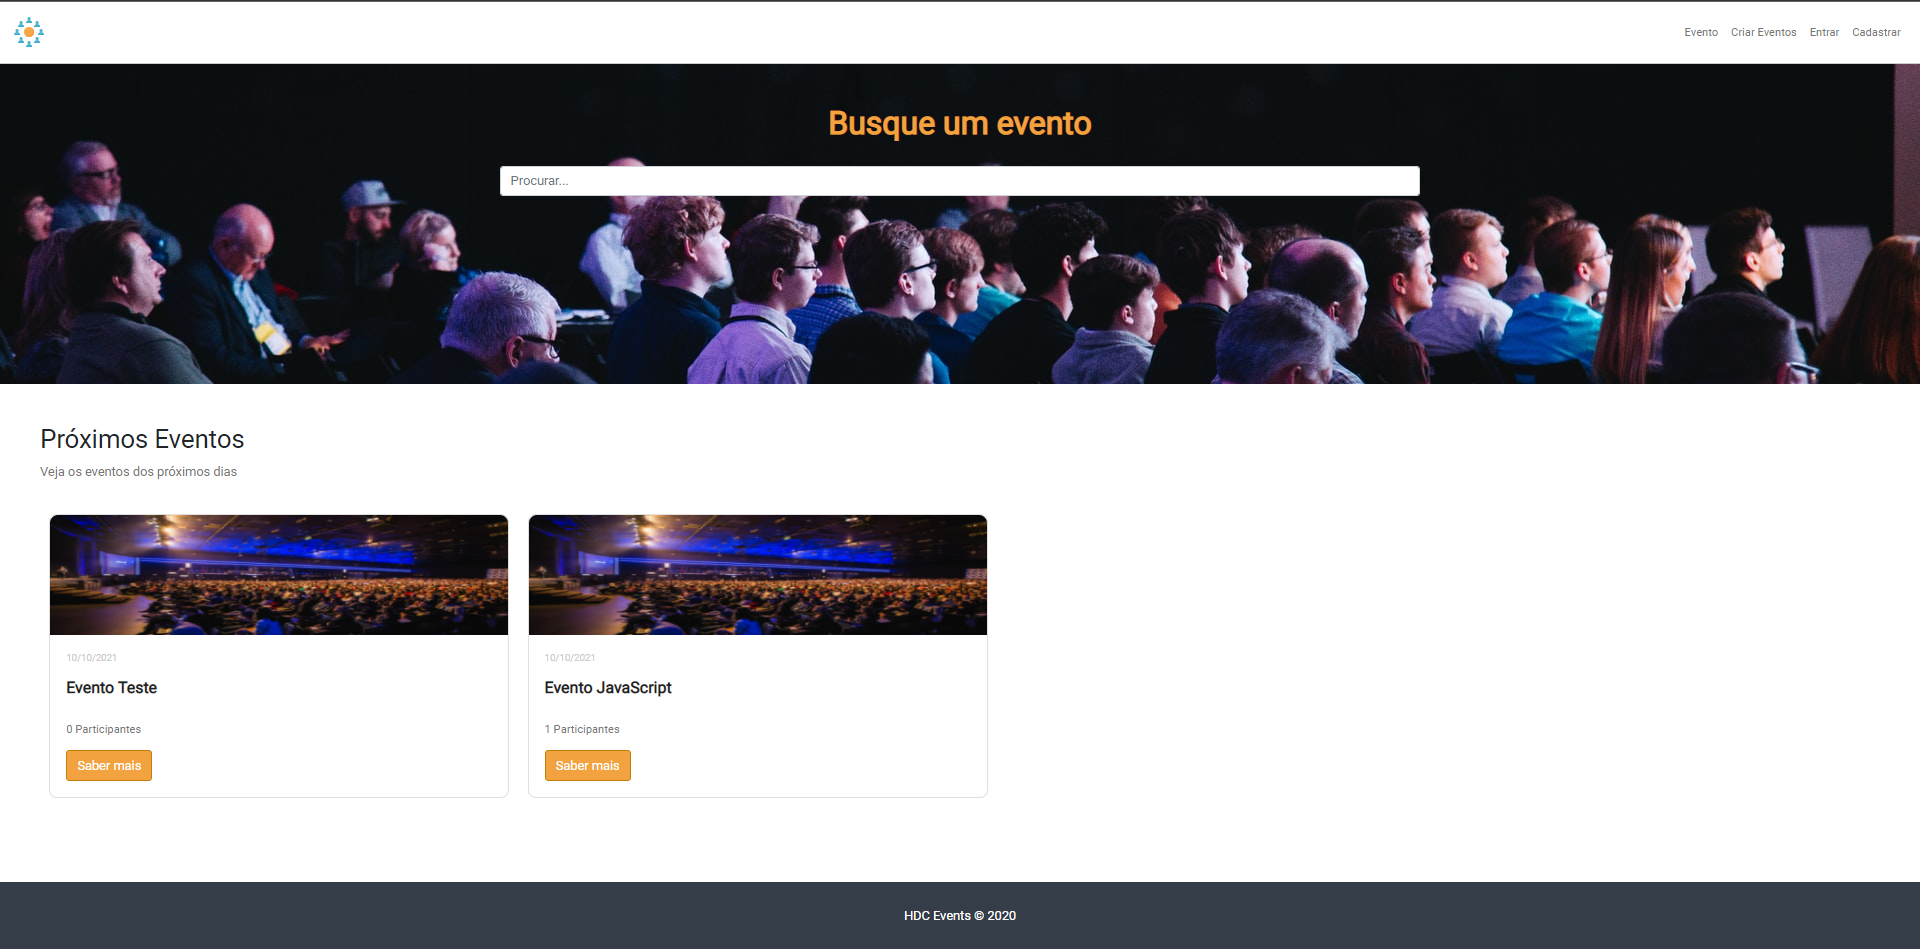 Evento Criar Eventos Entrar Cadastrar
Busque um evento
Procurar...
Próximos Eventos
Veja os eventos dos próximos dias
10/10/2021
Evento Teste
0 Participantes
Saber mais
10/10/2021
Evento JavaScript
1 Participantes
Saber mais
HDC Events © 2020